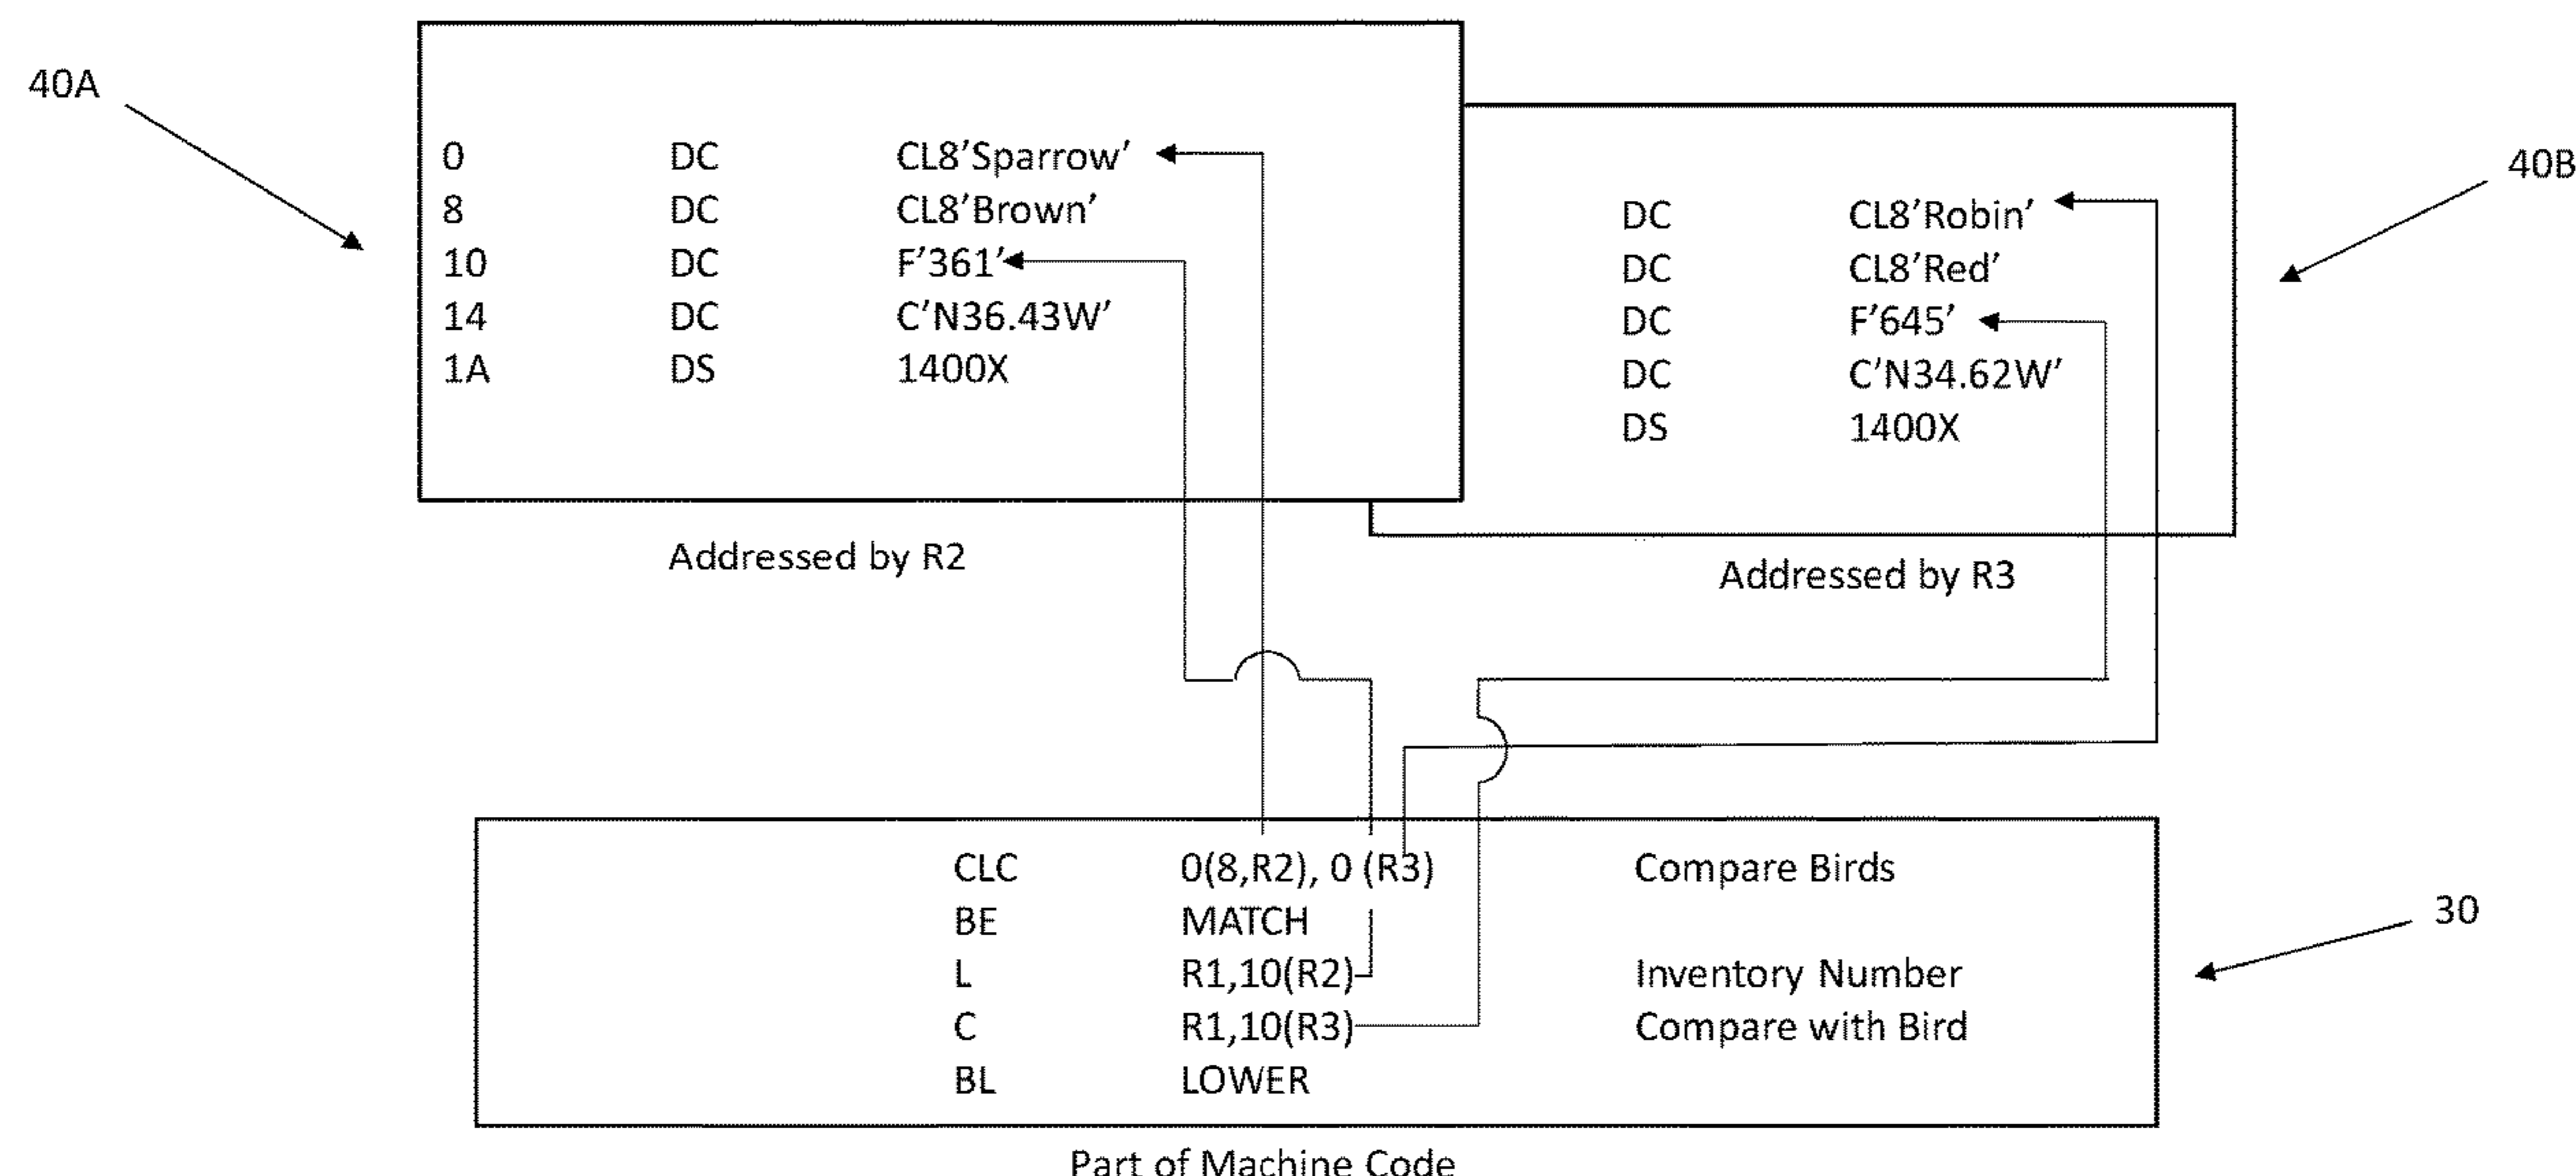 40A
0 DC CL8'Sparrow'
8 DC CL8'Brown'
10 DC F'361'
14 DC C'N36.43W'
1A DS 1400X
Addressed by R2
40B
DC CL8'Robin'
DC CL8'Red'
DC F'645'
DC C'N34.62W'
DS 1400X
Addressed by R3
CLC 0(8,R2), 0 (R3) Compare Birds
BE MATCH
L R1,10(R2) Inventory Number
C R1,10(R3) Compare with Bird
BL LOWER
30
Part of Machine Code